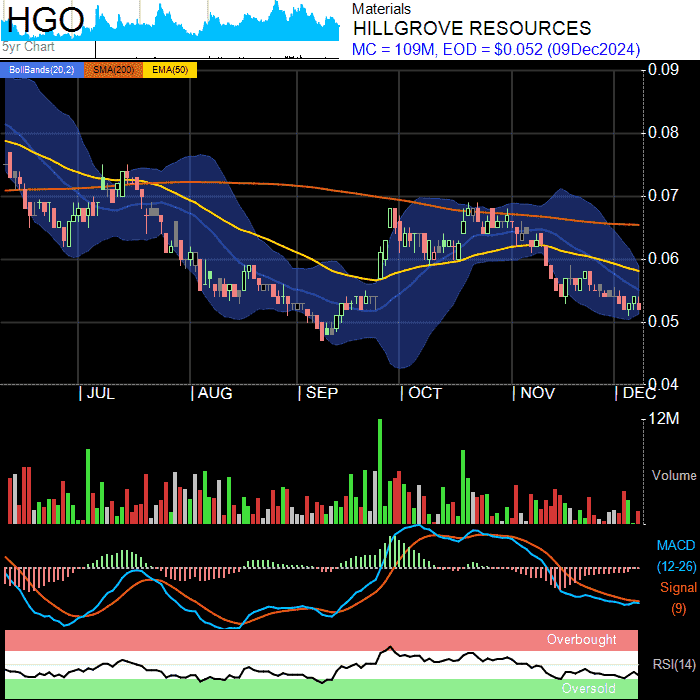 HGO
5yr Chart
Materials
HILLGROVE RESOURCES
MC = 109M, EOD = $0.052 (09Dec2024)
BollBands(20,2) SMA(200) EMA(50)
0.09
0.08
0.07
0.06
0.05
0.04
JUL AUG SEP OCT NOV DEC
12M
Volume
MACD
(12-26)
Signal
(9)
Overbought
RSI(14)
Oversold